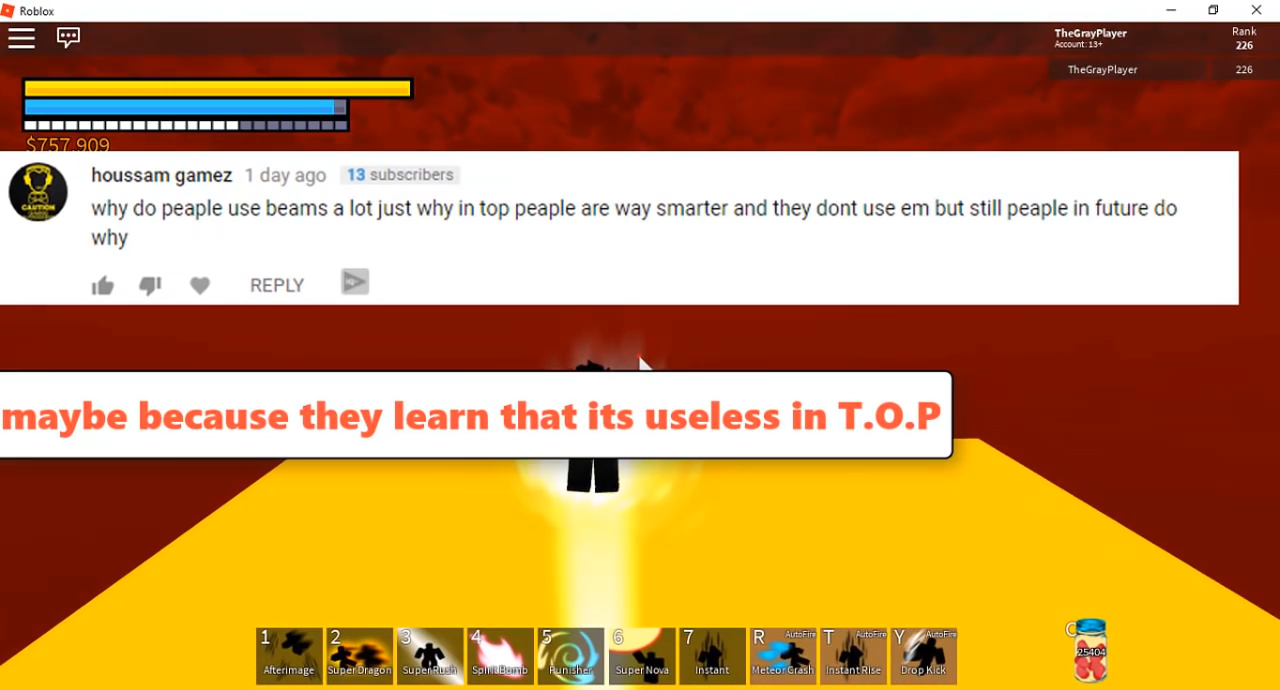 Roblox
TheGrayPlayer
Account: 13+
Rank
226
TheGrayPlayer
226
$757,909
houssam gamez 1 day ago 13 subscribers
why do peaple use beams a lot just why in top peaple are way smarter and they dont use em but still peaple in future do
why
REPLY
maybe because they learn that its useless in T.O.P
1 2 3 4 5 6 7 R AutoFire T AutoFire Y AutoFire
Afterimage Super Dragon Super Rush Spirit Bomb Punisher Super Nova Instant Meteor Crash Instant Rise Drop Kick
25404
CAUTION